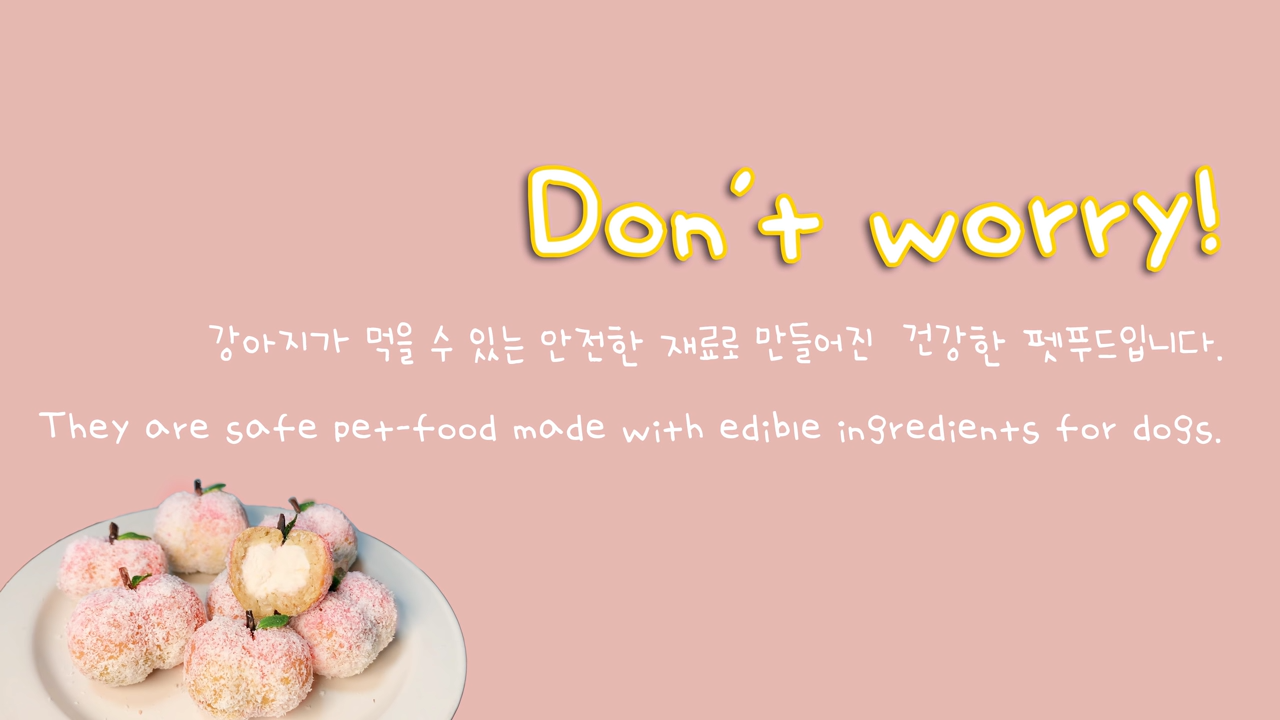 Don't worry!
강아지가 먹을 수 있는 안전한 재료로 만들어진 건강한 펫푸드입니다.
They are safe pet-food made with edible ingredients for dogs.